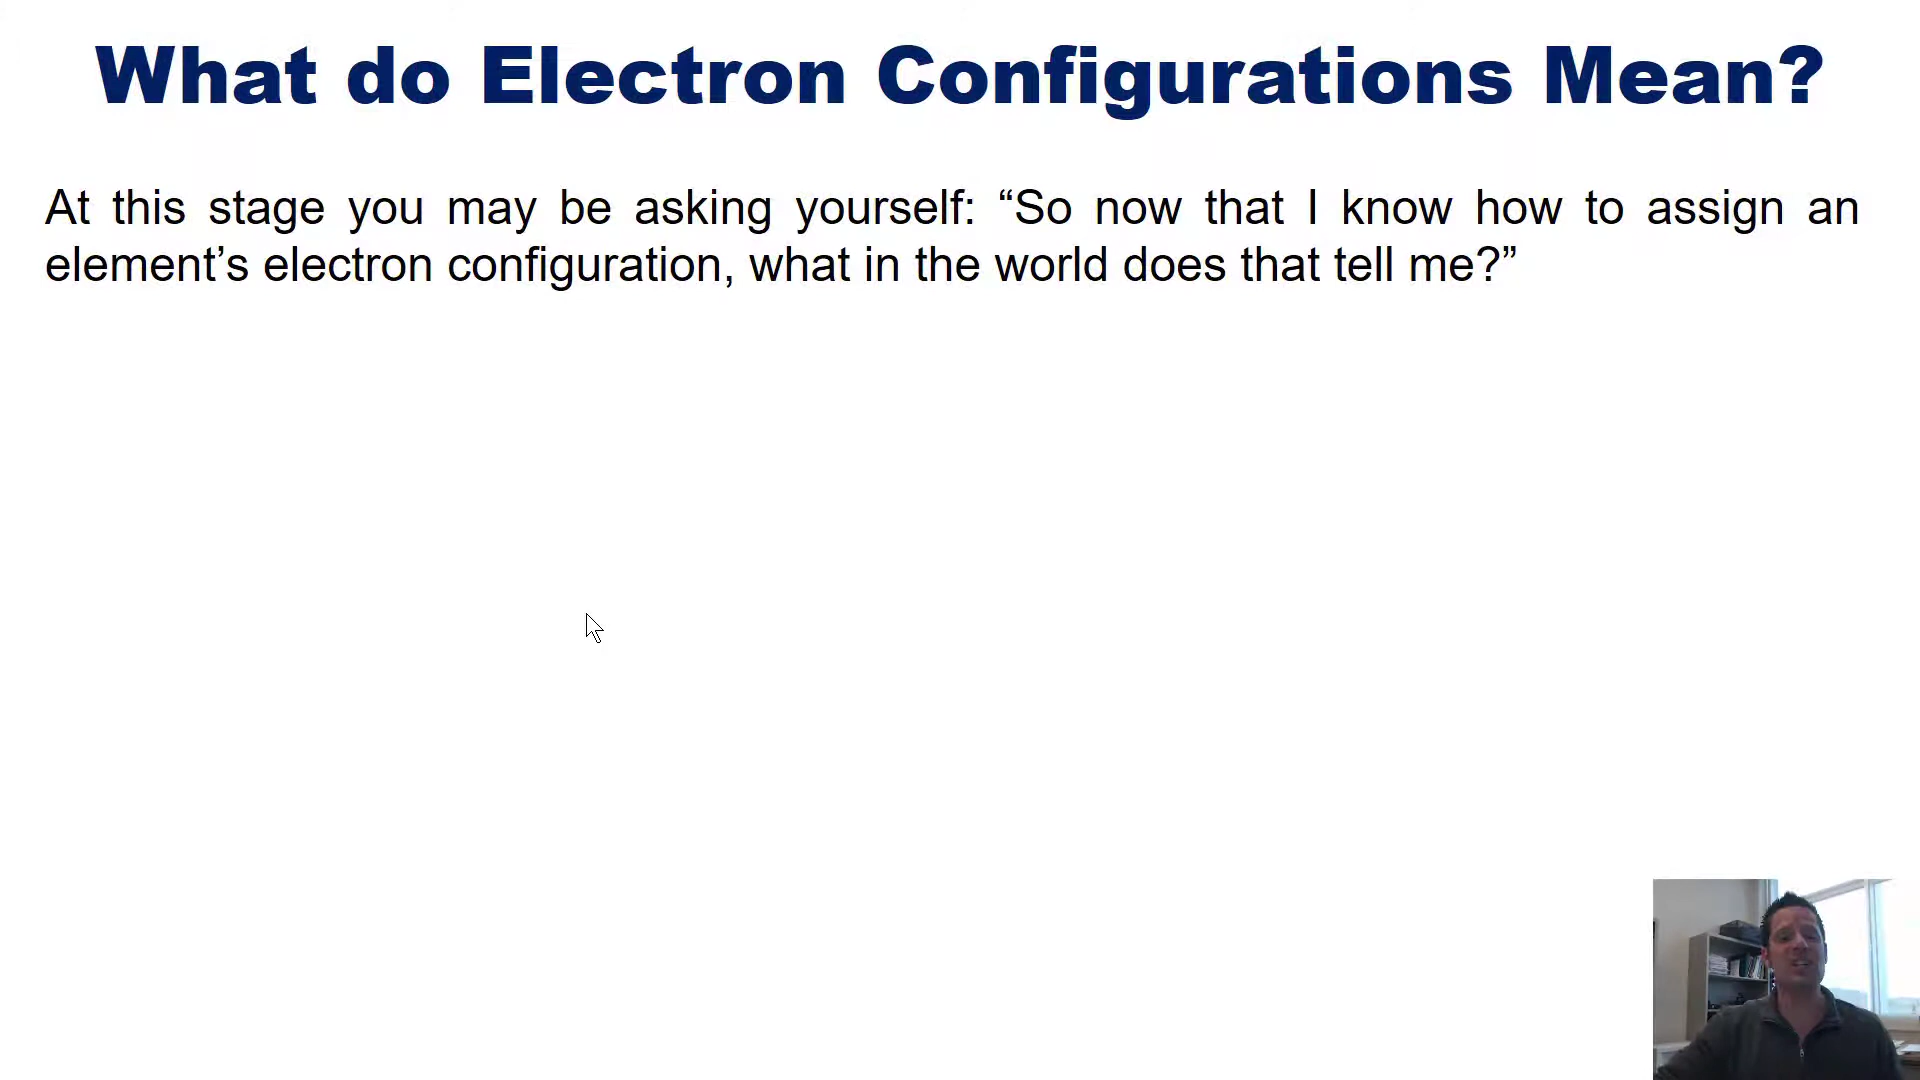 What do Electron Configurations Mean?
At this stage you may be asking yourself: “So now that I know how to assign an
element’s electron configuration, what in the world does that tell me?”